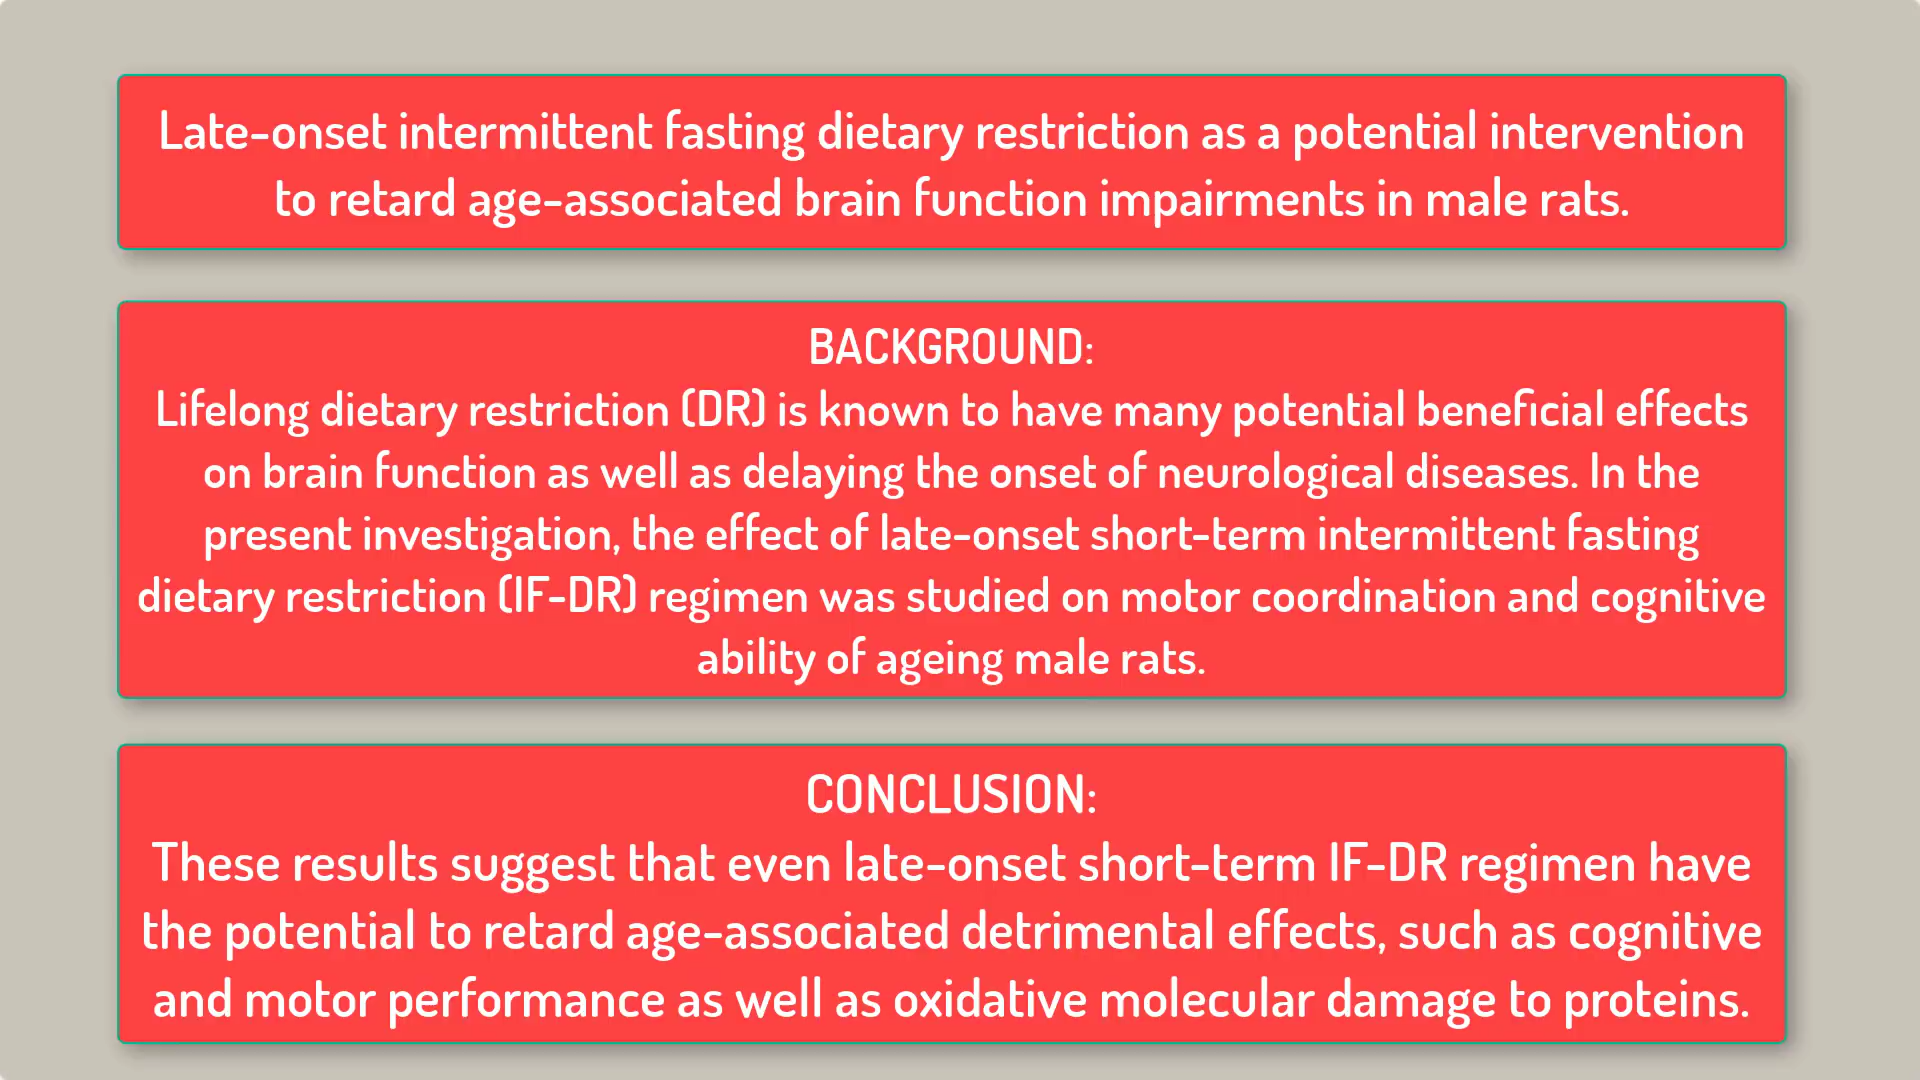 Late-onset intermittent fasting dietary restriction as a potential intervention
to retard age-associated brain function impairments in male rats.
BACKGROUND:
Lifelong dietary restriction (DR) is known to have many potential beneficial effects
on brain function as well as delaying the onset of neurological diseases. In the
present investigation, the effect of late-onset short-term intermittent fasting
dietary restriction (IF-DR) regimen was studied on motor coordination and cognitive
ability of ageing male rats.
CONCLUSION:
These results suggest that even late-onset short-term IF-DR regimen have
the potential to retard age-associated detrimental effects, such as cognitive
and motor performance as well as oxidative molecular damage to proteins.